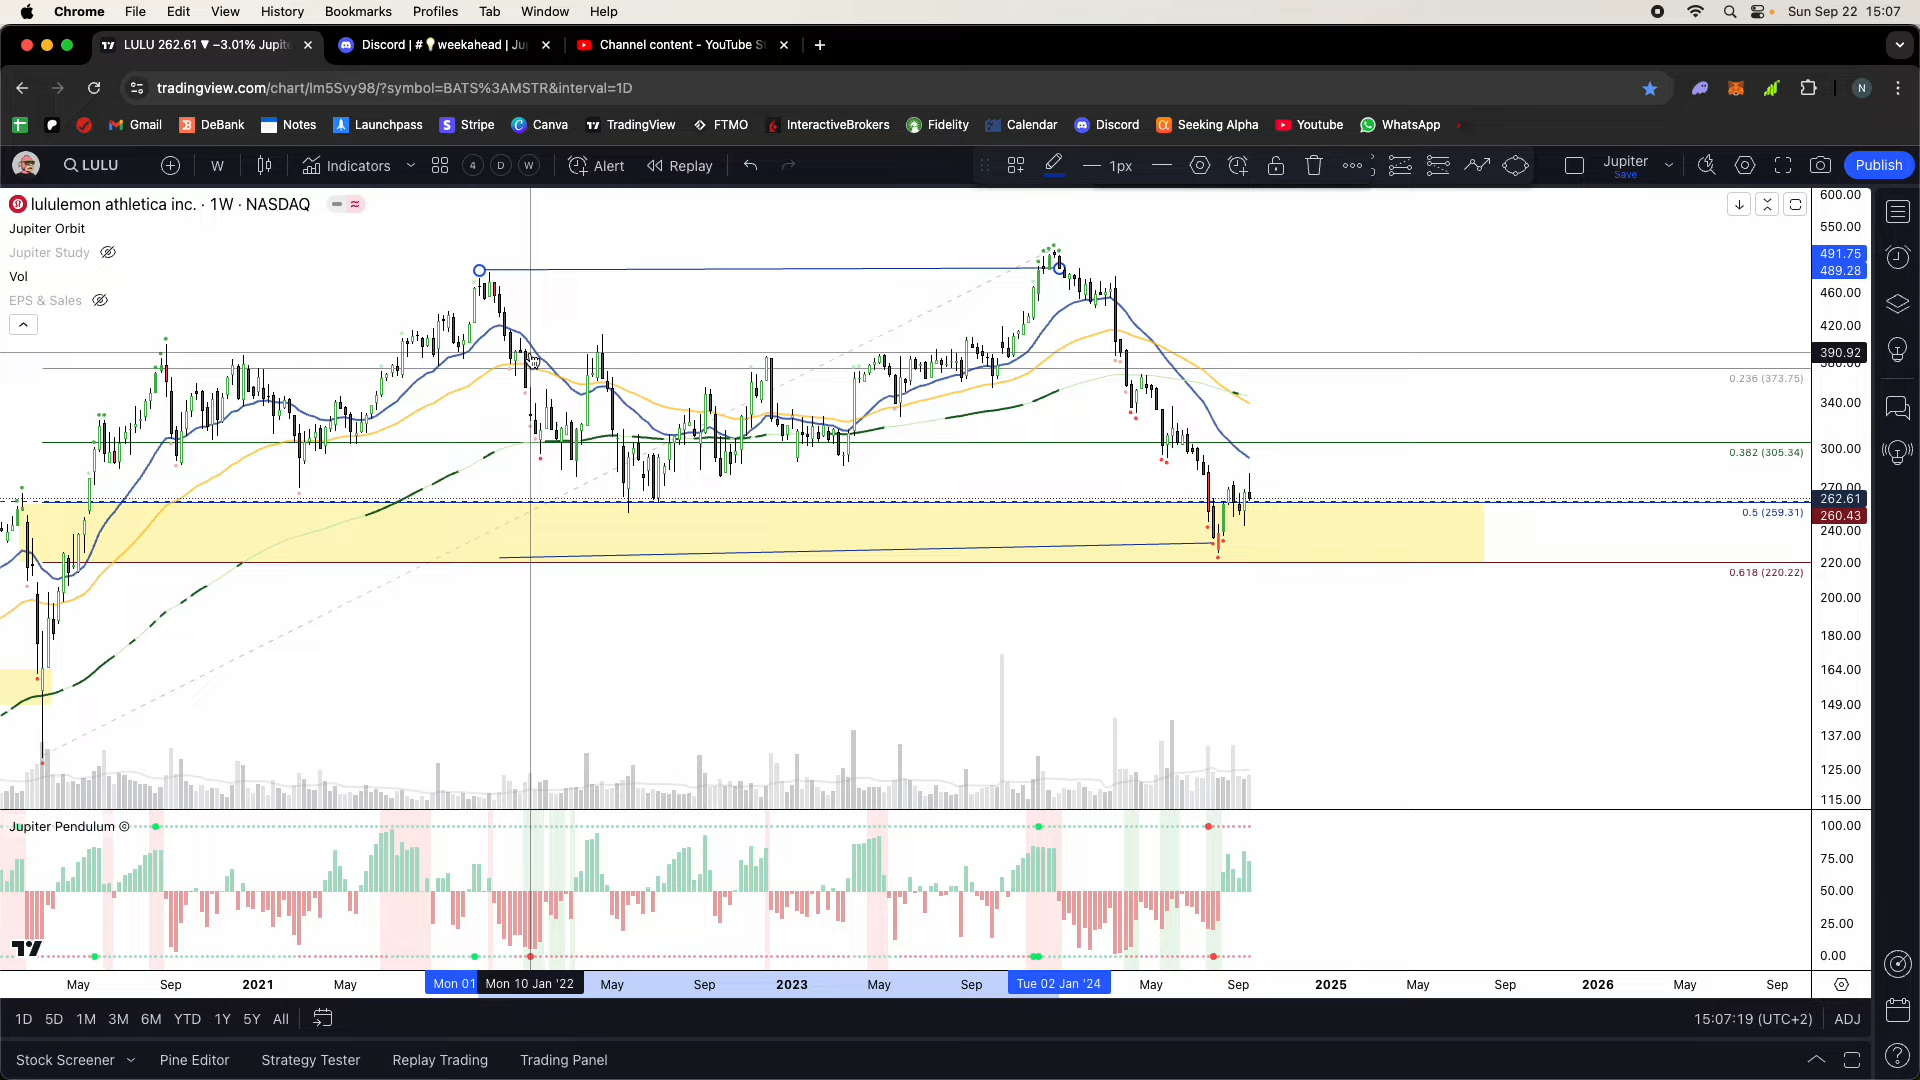 Chrome File Edit View History Bookmarks Profiles Tab Window Help Sun Sep 22 15:07
LULU 262.61 ▼ −3.01% Jupite Discord | #💡weekahead | Ju Channel content - YouTube S
tradingview.com/chart/lm5Svy98/?symbol=BATS%3AMSTR&interval=1D N
Gmail DeBank Notes Launchpass Stripe Canva TradingView FTMO InteractiveBrokers Fidelity Calendar Discord Seeking Alpha Youtube WhatsApp
LULU W Indicators 4 D W Alert Replay 1px Jupiter Save Publish
lululemon athletica inc. · 1W · NASDAQ
Jupiter Orbit
Jupiter Study
Vol
EPS & Sales
600.00
550.00
491.75
489.28
460.00
420.00
390.92
0.236 (373.75)
340.00
300.00
0.382 (305.34)
270.00
262.61
0.5 (259.31) 260.43
240.00
220.00
0.618 (220.22)
200.00
180.00
164.00
149.00
137.00
125.00
115.00
Jupiter Pendulum 100.00
75.00
50.00
25.00
0.00
May Sep 2021 May Mon 01 Mon 10 Jan '22 May Sep 2023 May Sep Tue 02 Jan '24 May Sep 2025 May Sep 2026 May Sep
1D 5D 1M 3M 6M YTD 1Y 5Y All 15:07:19 (UTC+2) ADJ
Stock Screener Pine Editor Strategy Tester Replay Trading Trading Panel